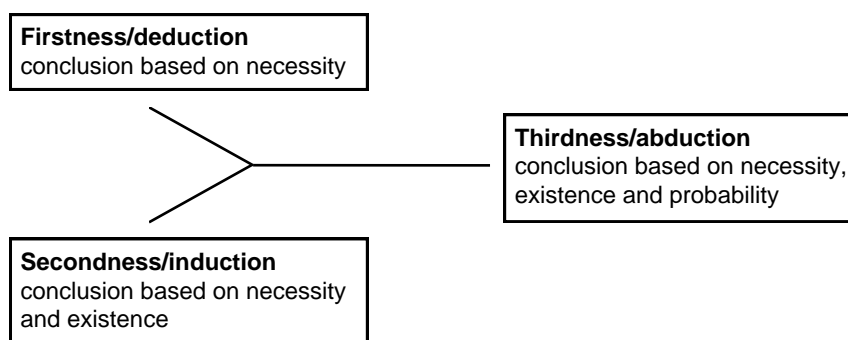 Firstness/deduction
conclusion based on necessity
Thirdness/abduction
conclusion based on necessity,
existence and probability
Secondness/induction
conclusion based on necessity
and existence